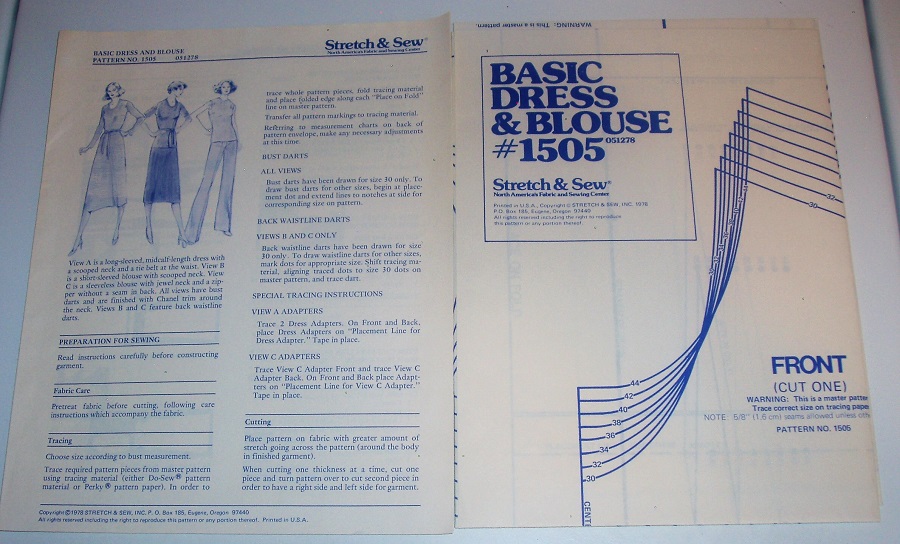 BASIC DRESS AND BLOUSE
PATTERN NO. 1505 051278
Stretch & Sew®
North America's Fabric and Sewing Center
View A is a long-sleeved, midcalf-length dress with
a scooped neck and a tie belt at the waist. View B
is a short-sleeved blouse with scooped neck. View
C is a sleeveless blouse with jewel neck and a zip-
per without a seam in back. All views have bust
darts and are finished with Chanel trim around
the neck. Views B and C feature back waistline
darts.
PREPARATION FOR SEWING
Read instructions carefully before constructing
garment.
Fabric Care
Pretreat fabric before cutting, following care
instructions which accompany the fabric.
Tracing
Choose size according to bust measurement.
Trace required pattern pieces from master pattern
using tracing material (either Do-Sew® pattern
material or Perky® pattern paper). In order to
trace whole pattern pieces, fold tracing material
and place folded edge along each "Place on Fold"
line on master pattern.
Transfer all pattern markings to tracing material.
Referring to measurement charts on back of
pattern envelope, make any necessary adjustments
at this time.
BUST DARTS
ALL VIEWS
Bust darts have been drawn for size 30 only. To
draw bust darts for other sizes, begin at place-
ment dot and extend lines to notches at side for
corresponding size on pattern.
BACK WAISTLINE DARTS
VIEWS B AND C ONLY
Back waistline darts have been drawn for size
30 only. To draw waistline darts for other sizes,
mark dots for appropriate size. Shift tracing ma-
terial, aligning traced dots to size 30 dots on
master pattern, and trace dart.
SPECIAL TRACING INSTRUCTIONS
VIEW A ADAPTERS
Trace 2 Dress Adapters. On Front and Back,
place Dress Adapters on "Placement Line for
Dress Adapter." Tape in place.
VIEW C ADAPTERS
Trace View C Adapter Front and trace View C
Adapter Back. On Front and Back place Adapt-
ers on "Placement Line for View C Adapter."
Tape in place.
Cutting
Place pattern on fabric with greater amount of
stretch going across the pattern (around the body
in finished garment).
When cutting one thickness at a time, cut one
piece and turn pattern over to cut second piece in
order to have a right side and left side for garment.
Copyright ©1978 STRETCH & SEW, INC. P. O. Box 185, Eugene, Oregon 97440
All rights reserved including the right to reproduce this pattern or any portion thereof. Printed in U.S.A.
WARNING: This is a master pattern.
BASIC
DRESS
& BLOUSE
#1505 051278
Stretch & Sew®
North America's Fabric and Sewing Center
Printed in U.S.A. Copyright © STRETCH & SEW, INC. 1978
P.O. Box 185, Eugene, Oregon 97440
All rights reserved including the right to reproduce
this pattern or any portion thereof.
32
30
44
42
40
38
36
34
32
30
CENT
FRONT
(CUT ONE)
WARNING: This is a master patter
Trace correct size on tracing pape
NOTE 5/8" (1.6 cm) seams allowed unless oth
PATTERN NO. 1505